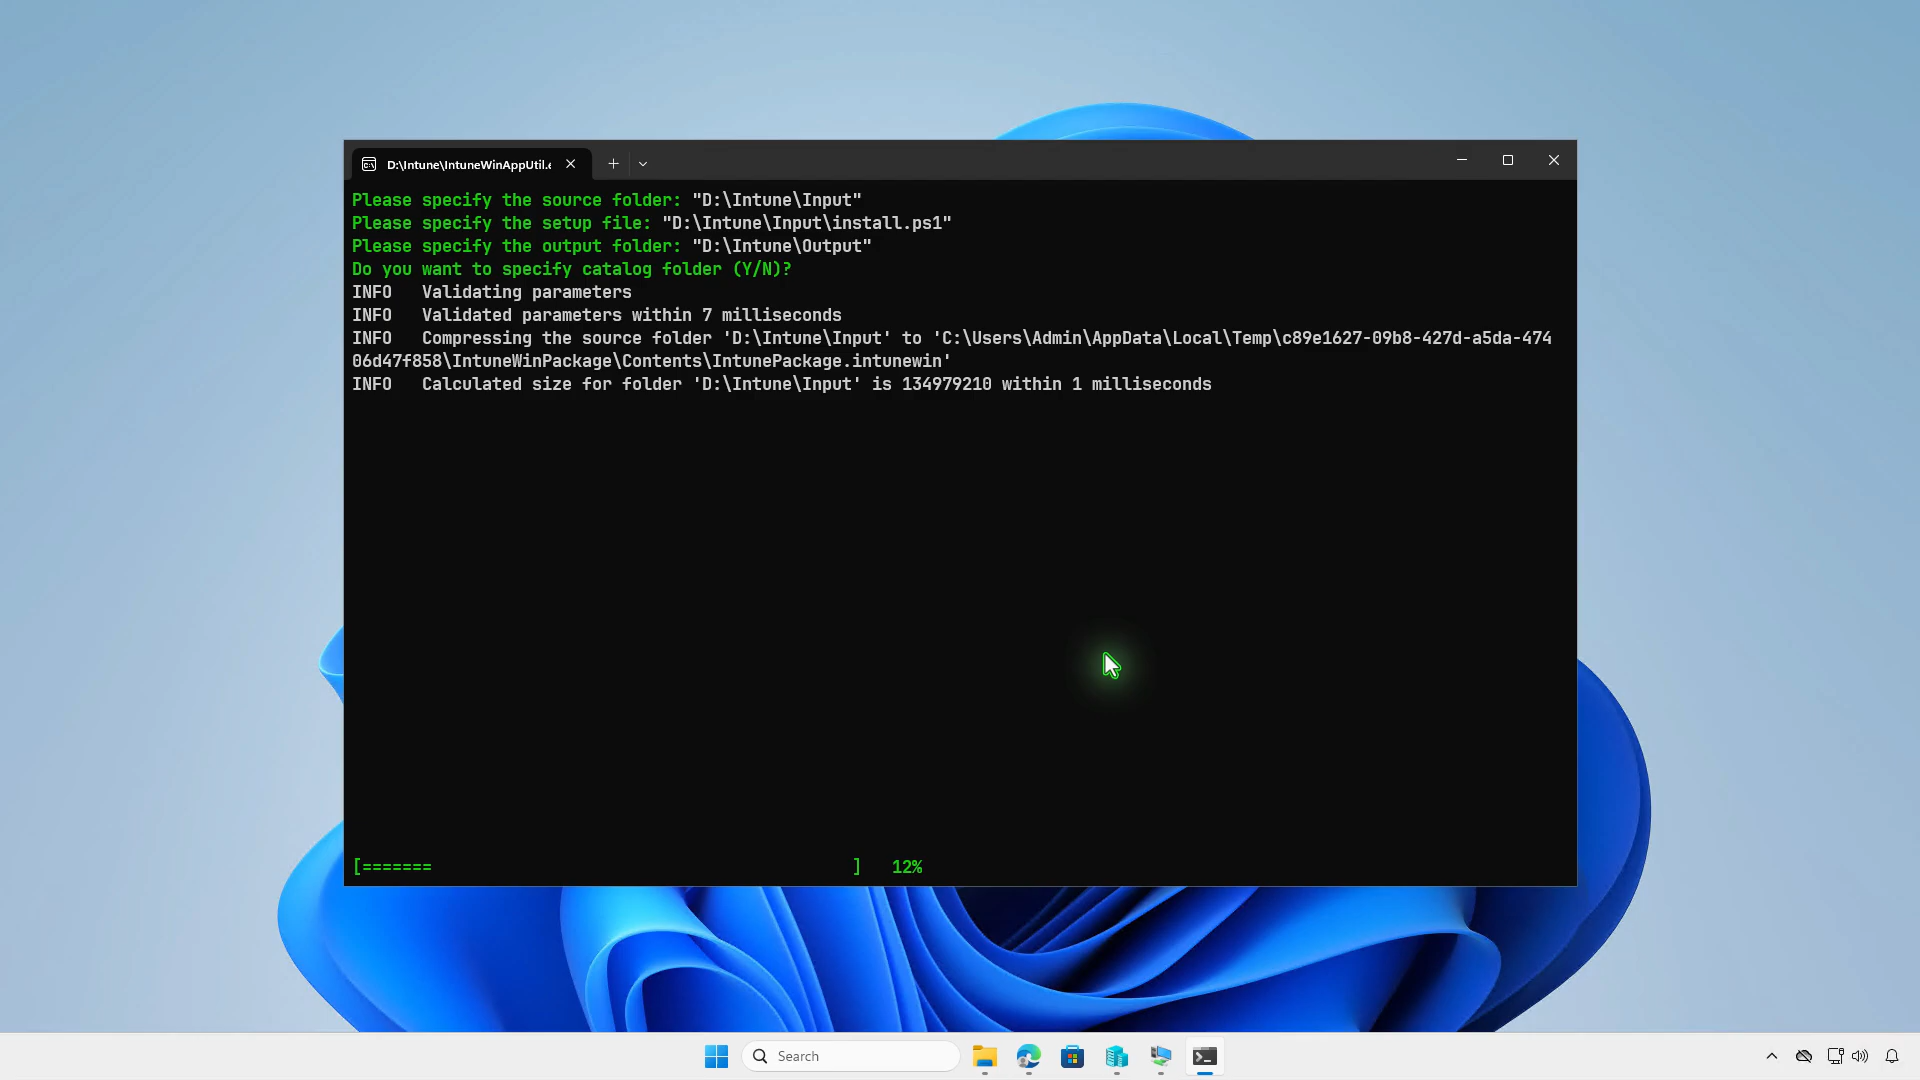 D:\Intune\IntuneWinAppUtil.e
Please specify the source folder: "D:\Intune\Input"
Please specify the setup file: "D:\Intune\Input\install.ps1"
Please specify the output folder: "D:\Intune\Output"
Do you want to specify catalog folder (Y/N)?
INFO   Validating parameters
INFO   Validated parameters within 7 milliseconds
INFO   Compressing the source folder 'D:\Intune\Input' to 'C:\Users\Admin\AppData\Local\Temp\c89e1627-09b8-427d-a5da-474
06d47f858\IntuneWinPackage\Contents\IntunePackage.intunewin'
INFO   Calculated size for folder 'D:\Intune\Input' is 134979210 within 1 milliseconds
[=======                                          ]   12%
Search